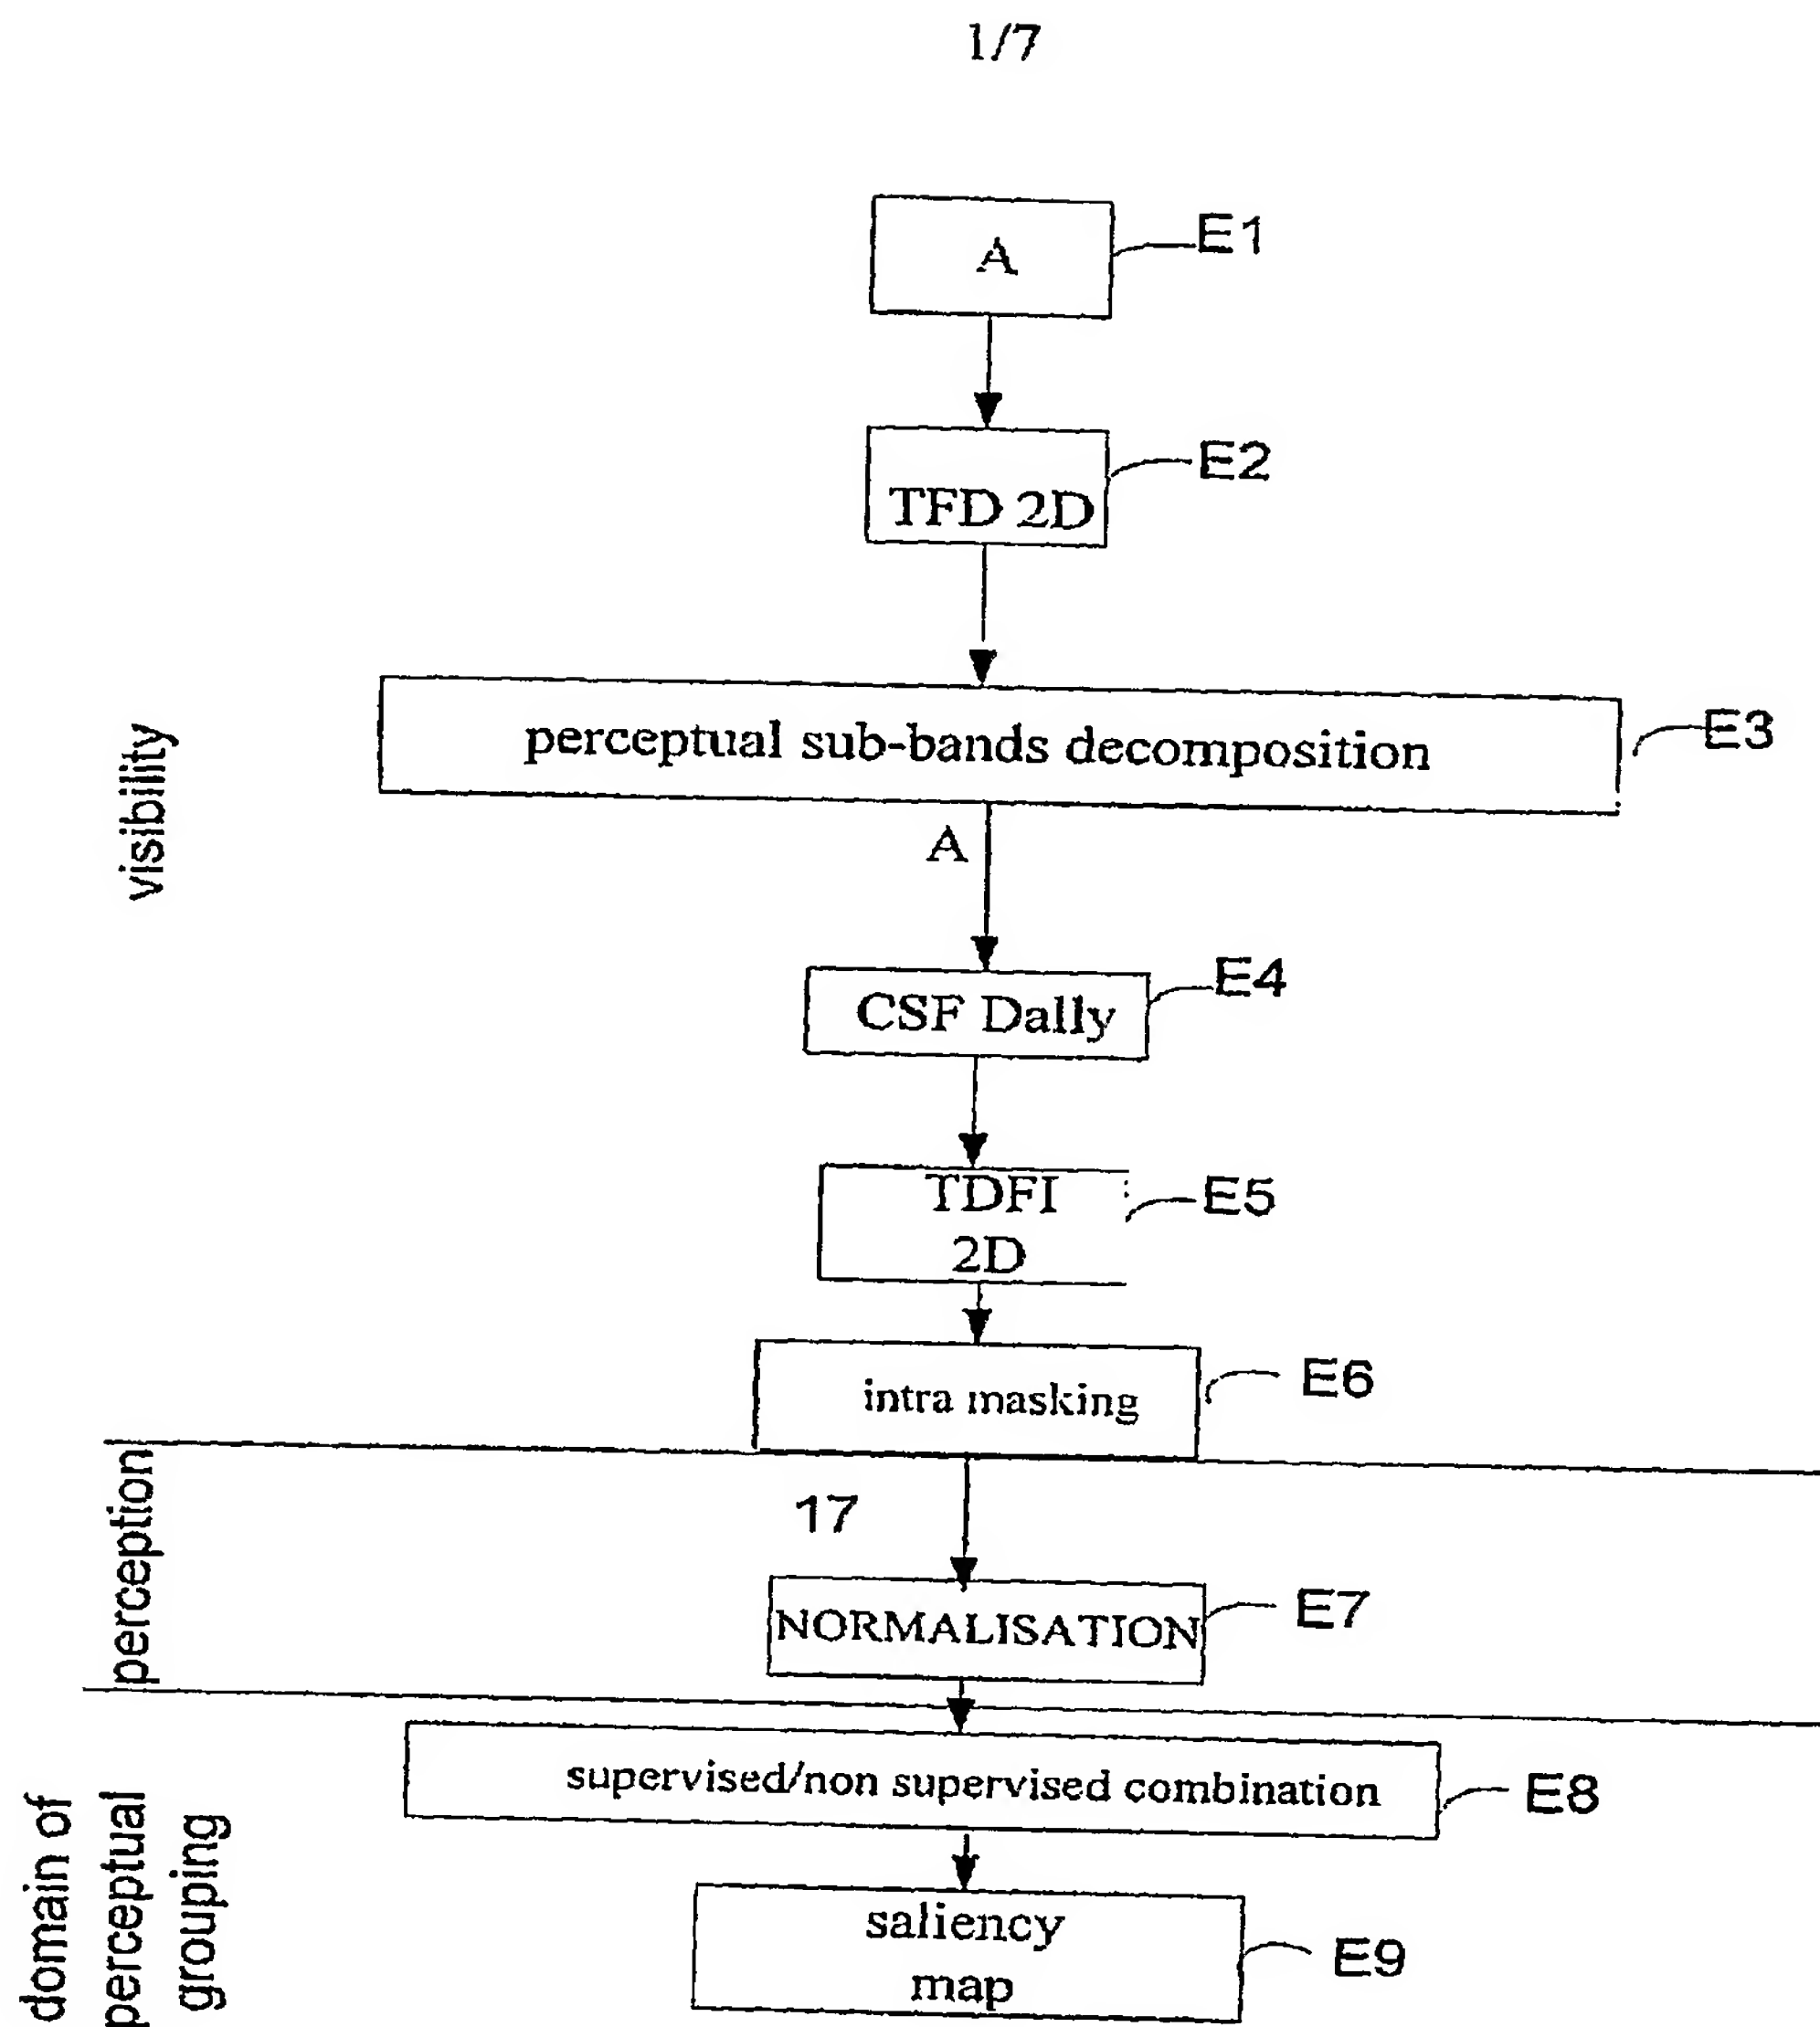 1/7
A
E1
TFD 2D
E2
perceptual sub-bands decomposition
E3
visibility
A
CSF Dally
E4
TDFI
2D
E5
intra masking
E6
perception
17
NORMALISATION
E7
supervised/non supervised combination
E8
domain of
perceptual
grouping
saliency
map
E9